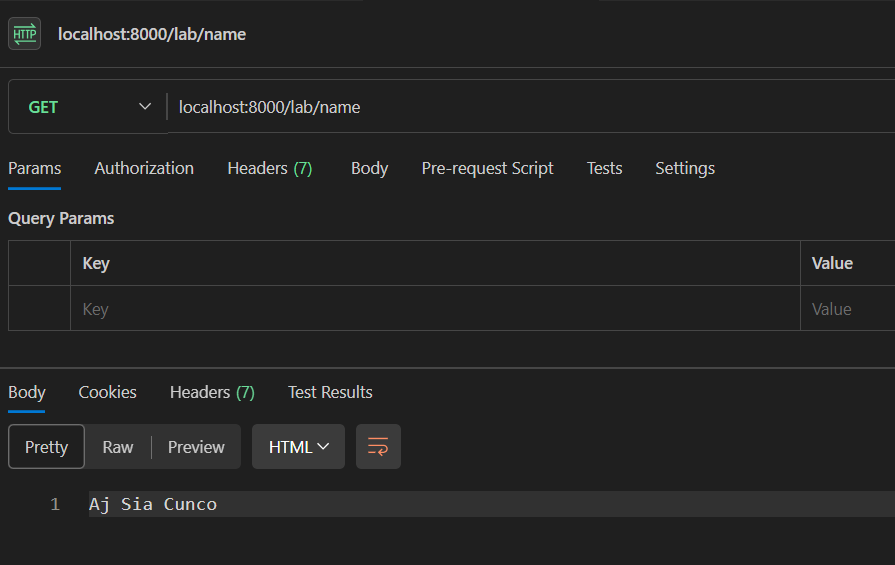 HTTP localhost:8000/lab/name
GET localhost:8000/lab/name
Params Authorization Headers (7) Body Pre-request Script Tests Settings
Query Params
Key Value
Key Value
Body Cookies Headers (7) Test Results
Pretty Raw Preview HTML
1 Aj Sia Cunco